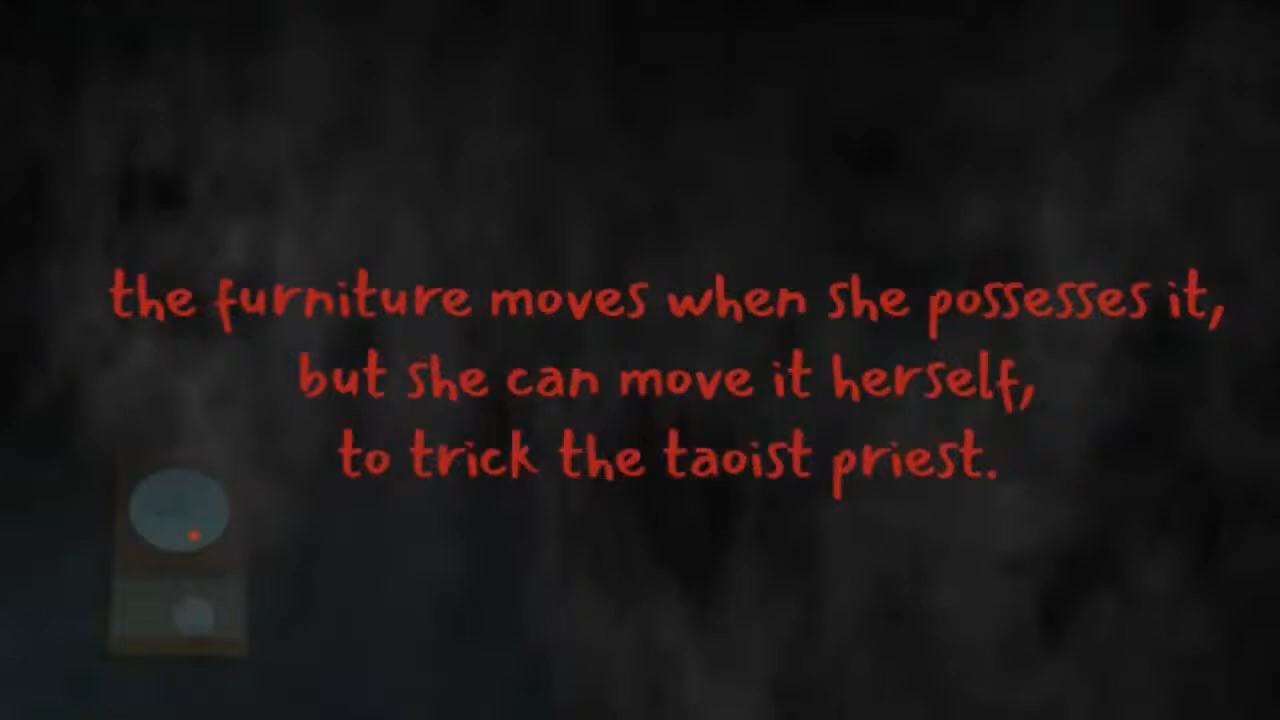 the furniture moves when she possesses it,
but she can move it herself,
to trick the taoist priest.